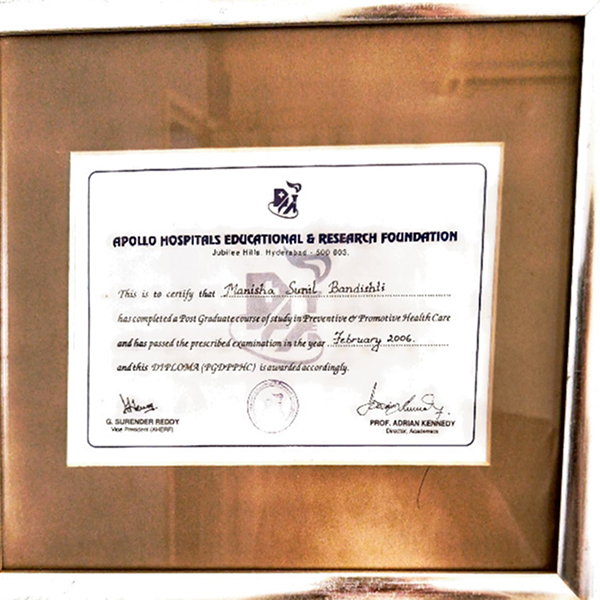 APOLLO HOSPITALS EDUCATIONAL & RESEARCH FOUNDATION
Jubilee Hills, Hyderabad - 500 033.
This is to certify that Manisha Sunil Bandishti
has completed a Post Graduate course of study in Preventive & Promotive Health Care
and has passed the prescribed examination in the year February 2006.
and this DIPLOMA (PGDPPHC) is awarded accordingly.
G. SURENDER REDDY
Vice President (AHERF)
PROF. ADRIAN KENNEDY
Director, Academics